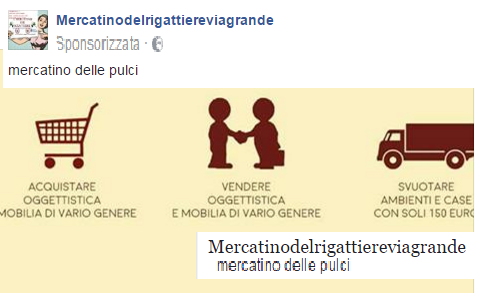 Mercatinodelrigattiereviagrande
Sponsorizzata ·
mercatino delle pulci
ACQUISTARE
OGGETTISTICA
MOBILIA DI VARIO GENERE
VENDERE
OGGETTISTICA
E MOBILIA DI VARIO GENERE
SVUOTARE
AMBIENTI E CASE
CON SOLI 150 EURO
Mercatinodelrigattiereviagrande
mercatino delle pulci